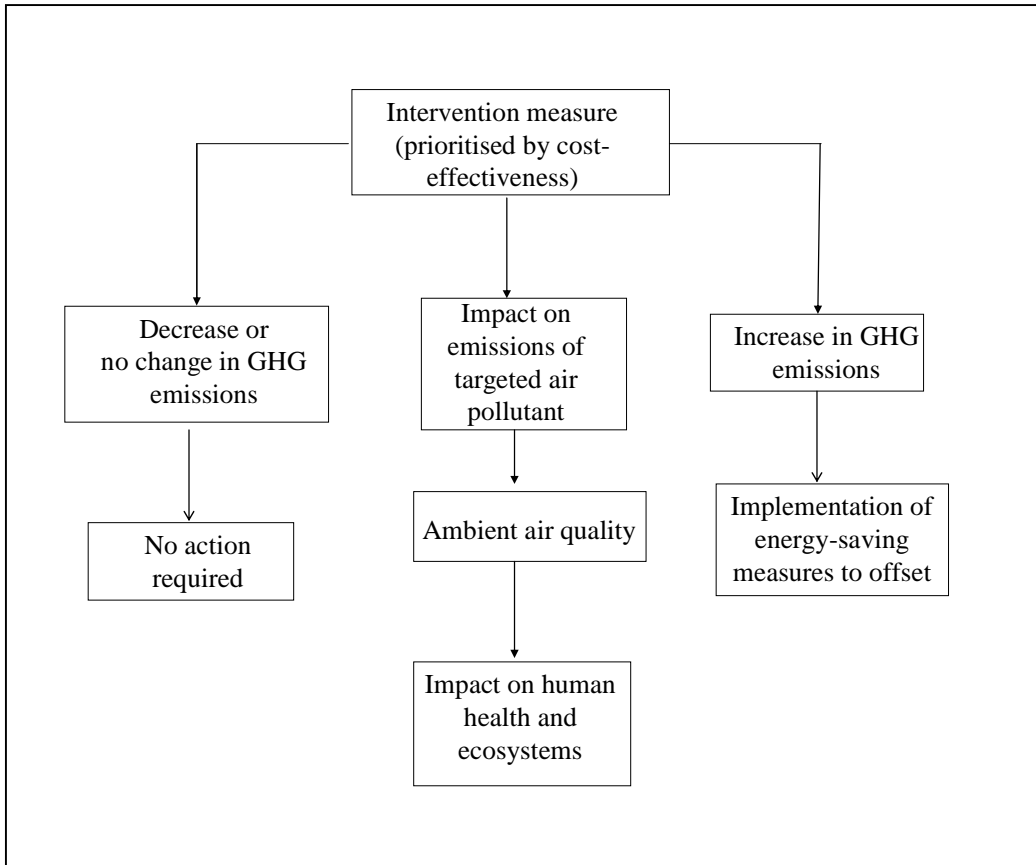 Intervention measure
(prioritised by cost-
effectiveness)
Decrease or
no change in GHG
emissions
Impact on
emissions of
targeted air
pollutant
Increase in GHG
emissions
No action
required
Ambient air quality
Implementation of
energy-saving
measures to offset
Impact on human
health and
ecosystems